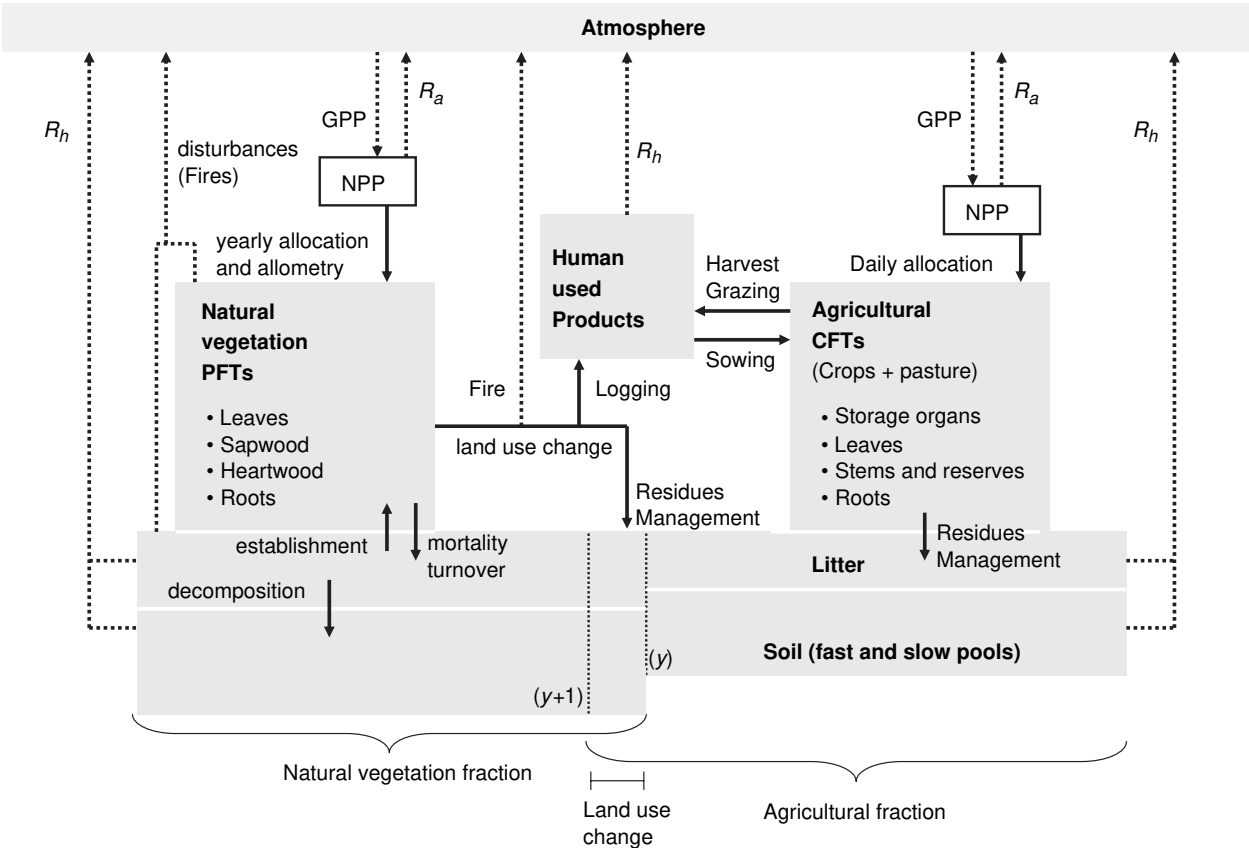 Atmosphere
R_h
disturbances
(Fires)
GPP
R_a
NPP
yearly allocation
and allometry
R_h
GPP
R_a
R_h
NPP
Daily allocation
Human
used
Products
Harvest
Grazing
Sowing
Natural
vegetation
PFTs
• Leaves
• Sapwood
• Heartwood
• Roots
Fire
Logging
land use change
Agricultural
CFTs
(Crops + pasture)
• Storage organs
• Leaves
• Stems and reserves
• Roots
Residues
Management
establishment
mortality
turnover
decomposition
Litter
Residues
Management
Soil (fast and slow pools)
(y)
(y+1)
Natural vegetation fraction
Land use
change
Agricultural fraction